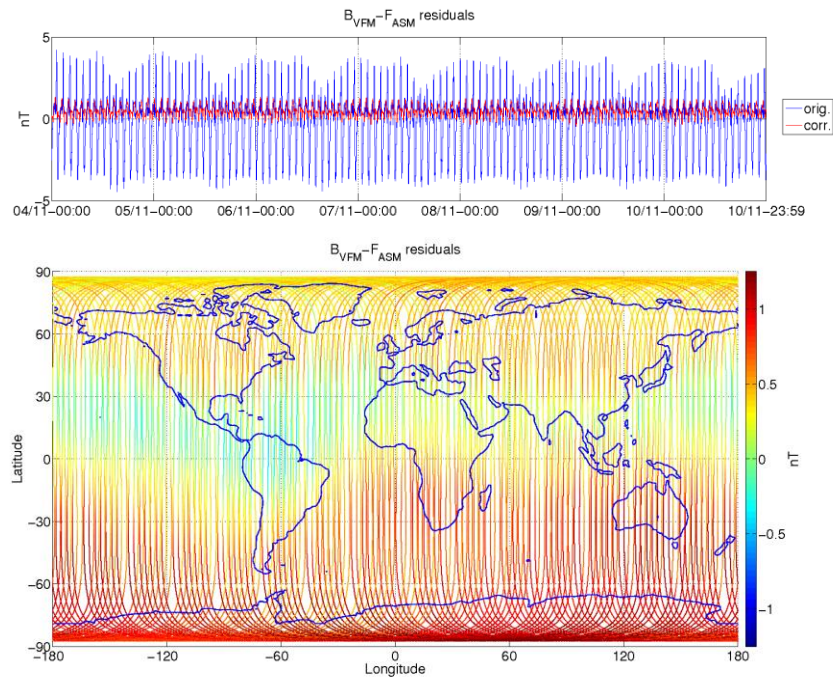 B_VFM–F_ASM residuals
5
0
−5
nT
04/11−00:00 05/11−00:00 06/11−00:00 07/11−00:00 08/11−00:00 09/11−00:00 10/11−00:00 10/11−23:59
orig.
corr.
B_VFM–F_ASM residuals
90
60
30
0
−30
−60
−90
Latitude
−180 −120 −60 0 60 120 180
Longitude
1
0.5
0
−0.5
−1
nT